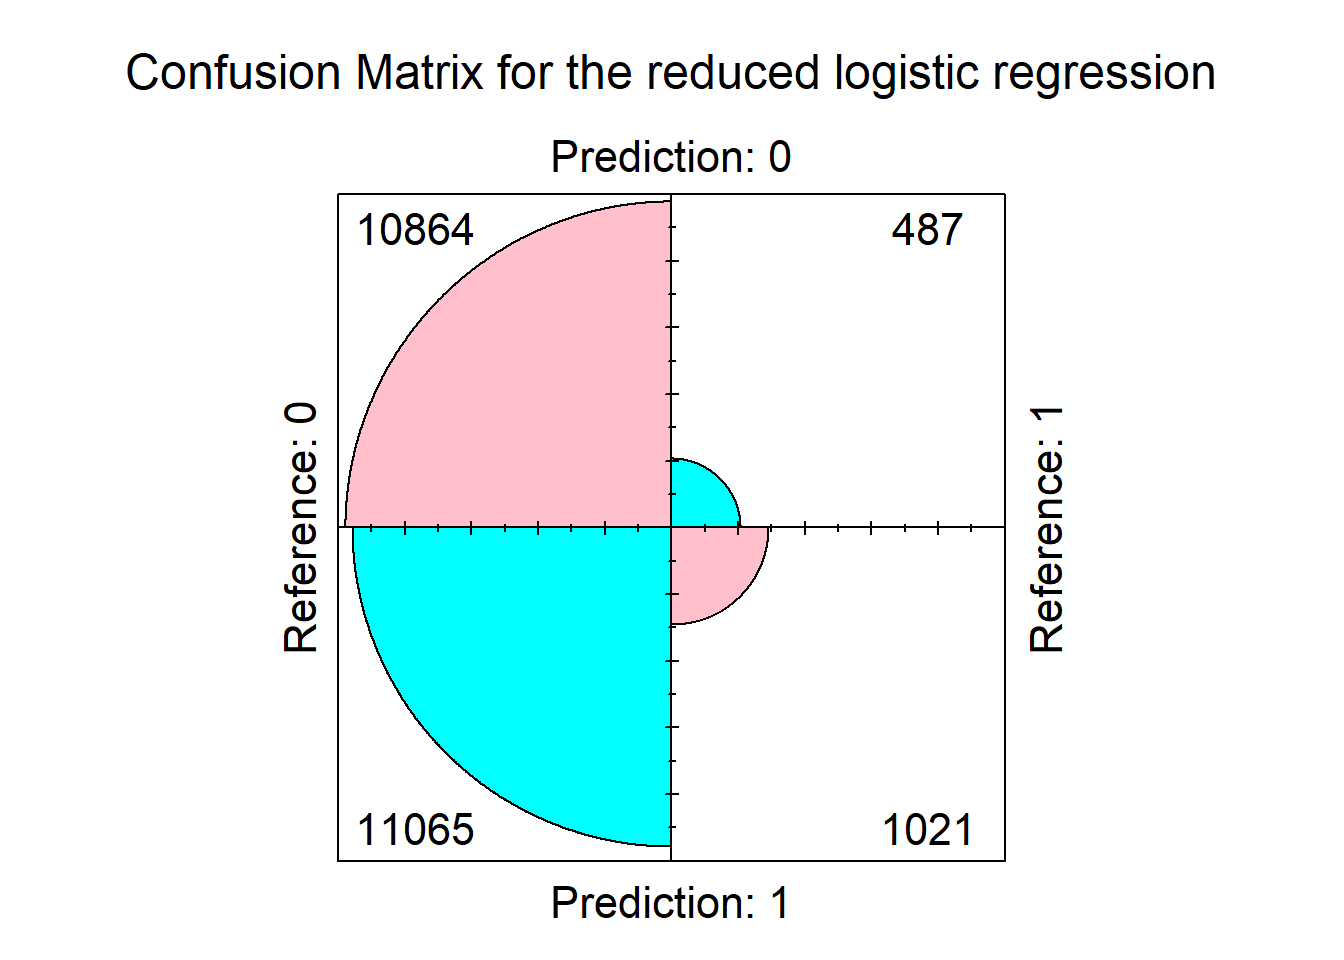 Confusion Matrix for the reduced logistic regression
Prediction: 0
10864
487
Reference: 0
Reference: 1
11065
1021
Prediction: 1